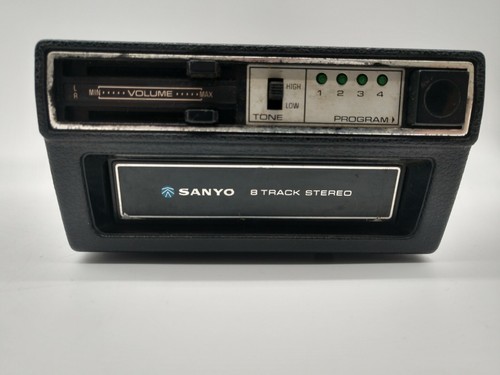 L
R
MIN VOLUME MAX
HIGH
LOW
TONE
1 2 3 4
PROGRAM
SANYO 8 TRACK STEREO